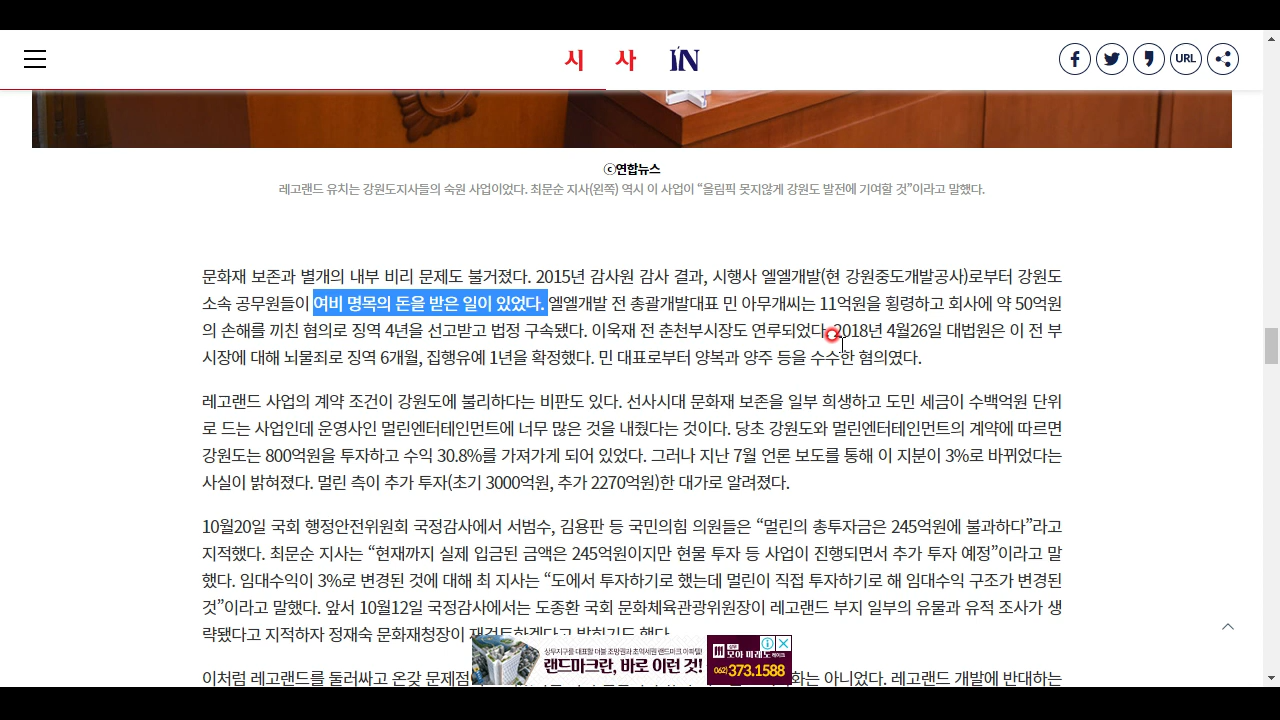 시 사 IN
URL
ⓒ연합뉴스
레고랜드 유치는 강원도지사들의 숙원 사업이었다. 최문순 지사(왼쪽) 역시 이 사업이 “올림픽 못지않게 강원도 발전에 기여할 것”이라고 말했다.
문화재 보존과 별개의 내부 비리 문제도 불거졌다. 2015년 감사원 감사 결과, 시행사 엘엘개발(현 강원중도개발공사)로부터 강원도
소속 공무원들이 여비 명목의 돈을 받은 일이 있었다. 엘엘개발 전 총괄개발대표 민 아무개씨는 11억원을 횡령하고 회사에 약 50억원
의 손해를 끼친 혐의로 징역 4년을 선고받고 법정 구속됐다. 이욱재 전 춘천부시장도 연루되었다. 2018년 4월26일 대법원은 이 전 부
시장에 대해 뇌물죄로 징역 6개월, 집행유예 1년을 확정했다. 민 대표로부터 양복과 양주 등을 수수한 혐의였다.
레고랜드 사업의 계약 조건이 강원도에 불리하다는 비판도 있다. 선사시대 문화재 보존을 일부 희생하고 도민 세금이 수백억원 단위
로 드는 사업인데 운영사인 멀린엔터테인먼트에 너무 많은 것을 내줬다는 것이다. 당초 강원도와 멀린엔터테인먼트의 계약에 따르면
강원도는 800억원을 투자하고 수익 30.8%를 가져가게 되어 있었다. 그러나 지난 7월 언론 보도를 통해 이 지분이 3%로 바뀌었다는
사실이 밝혀졌다. 멀린 측이 추가 투자(초기 3000억원, 추가 2270억원)한 대가로 알려졌다.
10월20일 국회 행정안전위원회 국정감사에서 서범수, 김용판 등 국민의힘 의원들은 “멀린의 총투자금은 245억원에 불과하다”라고
지적했다. 최문순 지사는 “현재까지 실제 입금된 금액은 245억원이지만 현물 투자 등 사업이 진행되면서 추가 투자 예정”이라고 말
했다. 임대수익이 3%로 변경된 것에 대해 최 지사는 “도에서 투자하기로 했는데 멀린이 직접 투자하기로 해 임대수익 구조가 변경된
것”이라고 말했다. 앞서 10월12일 국정감사에서는 도종환 국회 문화체육관광위원장이 레고랜드 부지 일부의 유물과 유적 조사가 생
략됐다고 지적하자 정재숙 문화재청장이 재검토하겠다고 밝히기도 했다.
랜드마크란, 바로 이런 것!
모아 미래도
062) 373.1588
이처럼 레고랜드를 둘러싸고 온갖 문제점 화는 아니었다. 레고랜드 개발에 반대하는